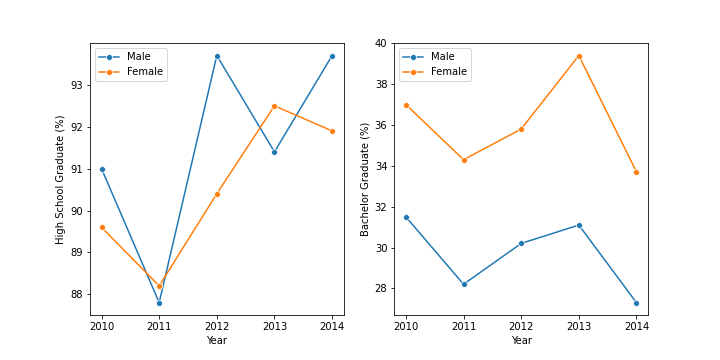 Male
Female
93
92
91
90
89
88
High School Graduate (%)
2010 2011 2012 2013 2014
Year
Male
Female
40
38
36
34
32
30
28
Bachelor Graduate (%)
2010 2011 2012 2013 2014
Year